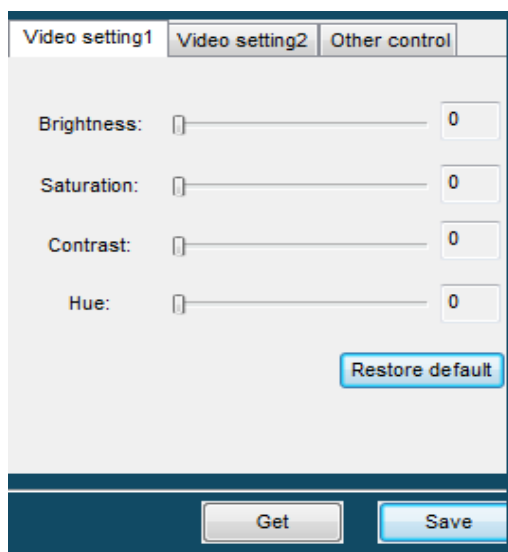 Video setting1 Video setting2 Other control
Brightness: 0
Saturation: 0
Contrast: 0
Hue: 0
Restore default
Get Save